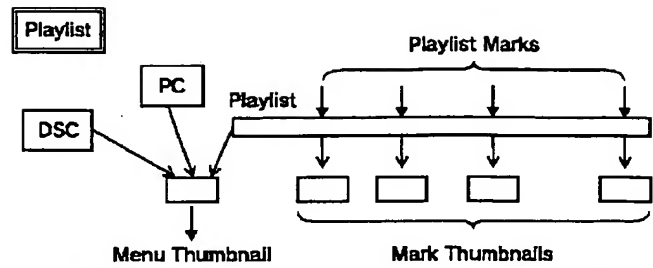 Playlist
Playlist Marks
PC
Playlist
DSC
Menu Thumbnail
Mark Thumbnails